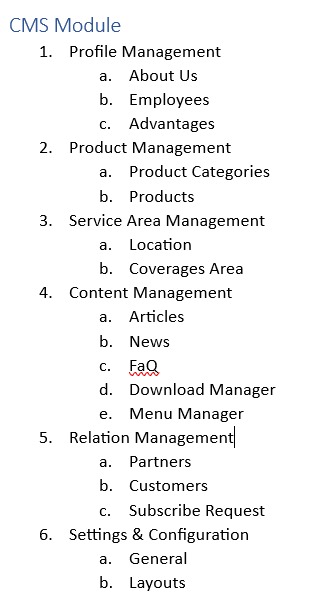 CMS Module
1. Profile Management
a. About Us
b. Employees
c. Advantages
2. Product Management
a. Product Categories
b. Products
3. Service Area Management
a. Location
b. Coverages Area
4. Content Management
a. Articles
b. News
c. FaQ
d. Download Manager
e. Menu Manager
5. Relation Management
a. Partners
b. Customers
c. Subscribe Request
6. Settings & Configuration
a. General
b. Layouts